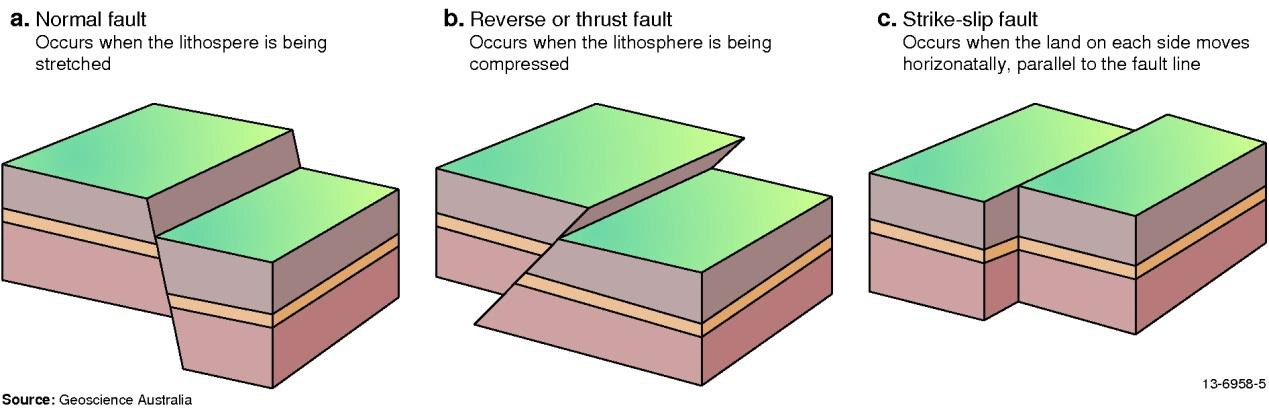 a. Normal fault
Occurs when the lithospere is being
stretched
b. Reverse or thrust fault
Occurs when the lithosphere is being
compressed
c. Strike-slip fault
Occurs when the land on each side moves
horizonatally, parallel to the fault line
13-6958-5
Source: Geoscience Australia